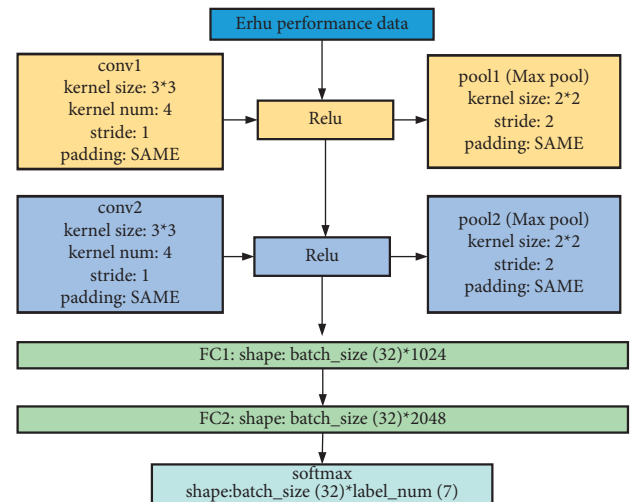 Erhu performance data
conv1
kernel size: 3*3
kernel num: 4
stride: 1
padding: SAME
Relu
pool1 (Max pool)
kernel size: 2*2
stride: 2
padding: SAME
conv2
kernel size: 3*3
kernel num: 4
stride: 1
padding: SAME
Relu
pool2 (Max pool)
kernel size: 2*2
stride: 2
padding: SAME
FC1: shape: batch_size (32)*1024
FC2: shape: batch_size (32)*2048
softmax
shape:batch_size (32)*label_num (7)